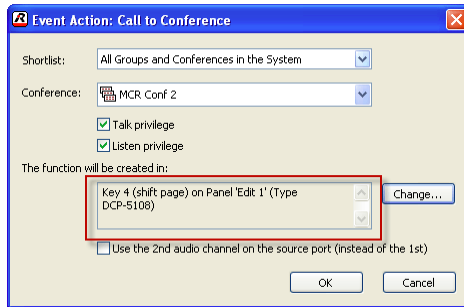 Event Action: Call to Conference
Shortlist: All Groups and Conferences in the System
Conference: MCR Conf 2
Talk privilege
Listen privilege
The function will be created in:
Key 4 (shift page) on Panel 'Edit 1' (Type
DCP-5108)
Change...
Use the 2nd audio channel on the source port (instead of the 1st)
OK Cancel